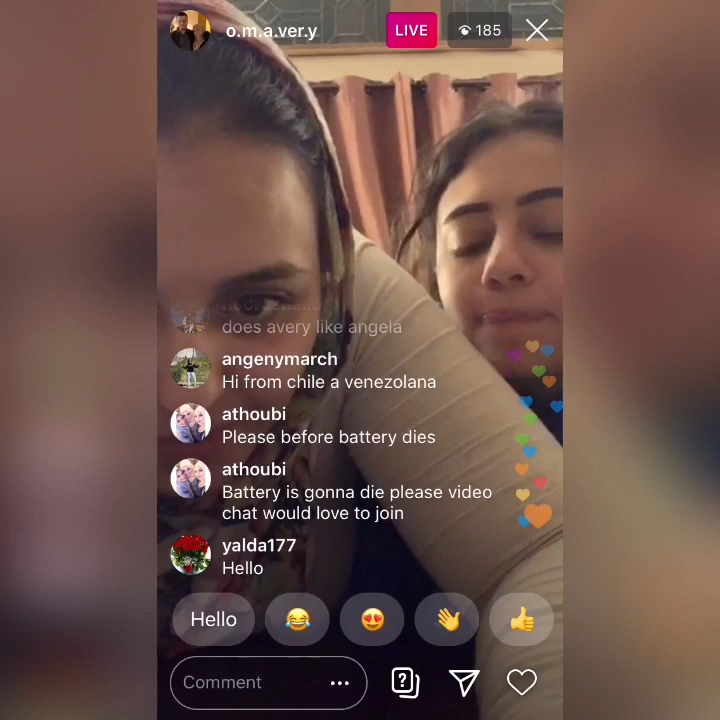 o.m.a.ver.y
LIVE
185
does avery like angela
angenymarch
Hi from chile a venezolana
athoubi
Please before battery dies
athoubi
Battery is gonna die please video
chat would love to join
yalda177
Hello
Hello
Comment